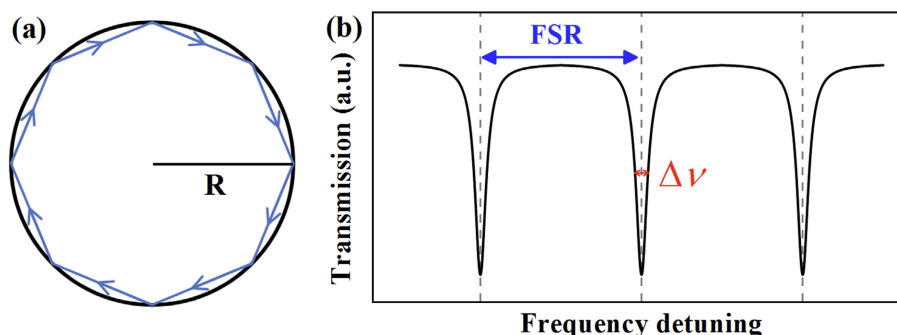 (a)
R
(b)
FSR
Δν
Transmission (a.u.)
Frequency detuning